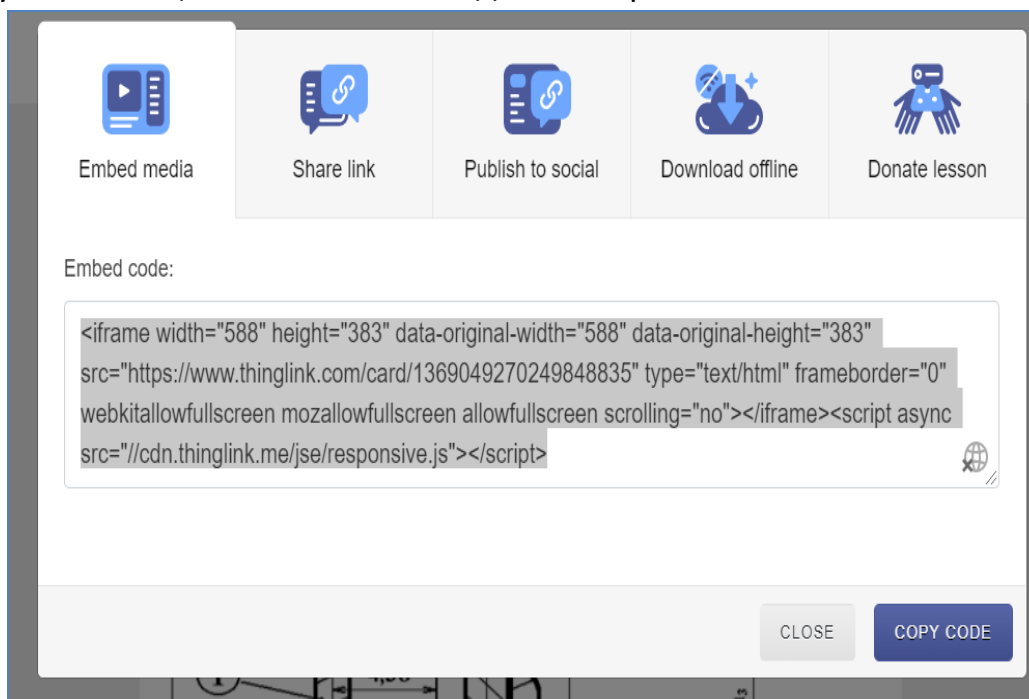 Embed media
Share link
Publish to social
Download offline
Donate lesson
Embed code:
<iframe width="588" height="383" data-original-width="588" data-original-height="383"
src="https://www.thinglink.com/card/1369049270249848835" type="text/html" frameborder="0"
webkitallowfullscreen mozallowfullscreen allowfullscreen scrolling="no"></iframe><script async
src="//cdn.thinglink.me/jse/responsive.js"></script>
CLOSE
COPY CODE